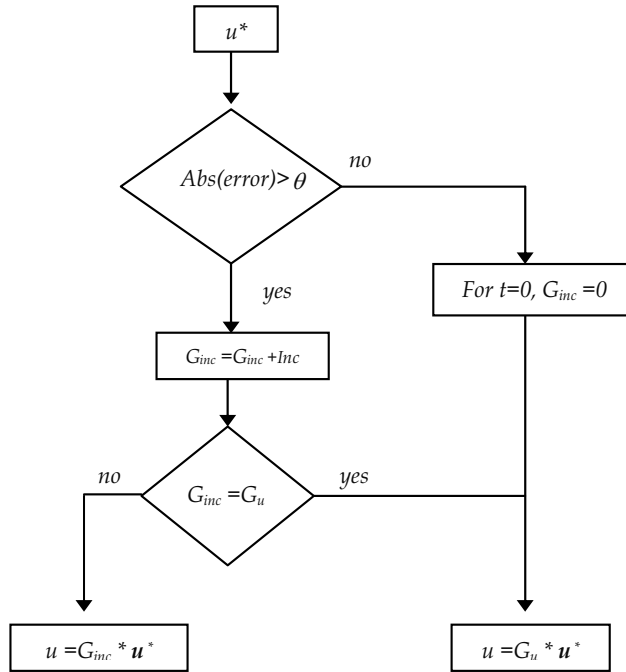 u*
Abs(error)> θ
no
yes
For t=0, Ginc =0
Ginc =Ginc +Inc
no
Ginc =Gu
yes
u =Ginc * u*
u =Gu * u*